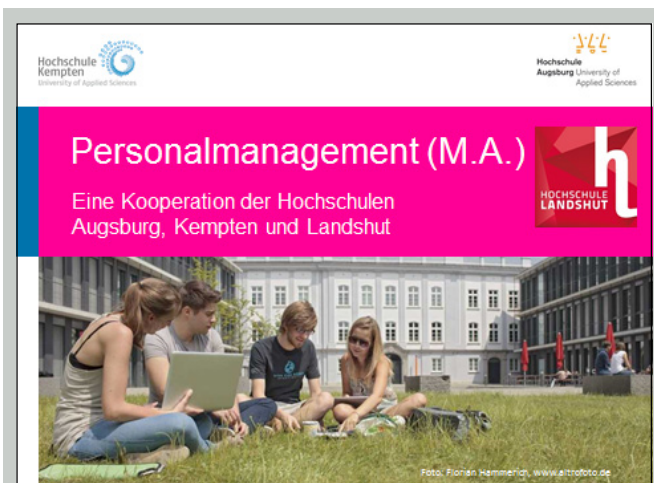 Hochschule
Kempten
University of Applied Sciences
Hochschule
Augsburg University of
Applied Sciences
Personalmanagement (M.A.)
Eine Kooperation der Hochschulen
Augsburg, Kempten und Landshut
HOCHSCHULE
LANDSHUT
Foto: Florian Hammerich, www.altrofoto.de